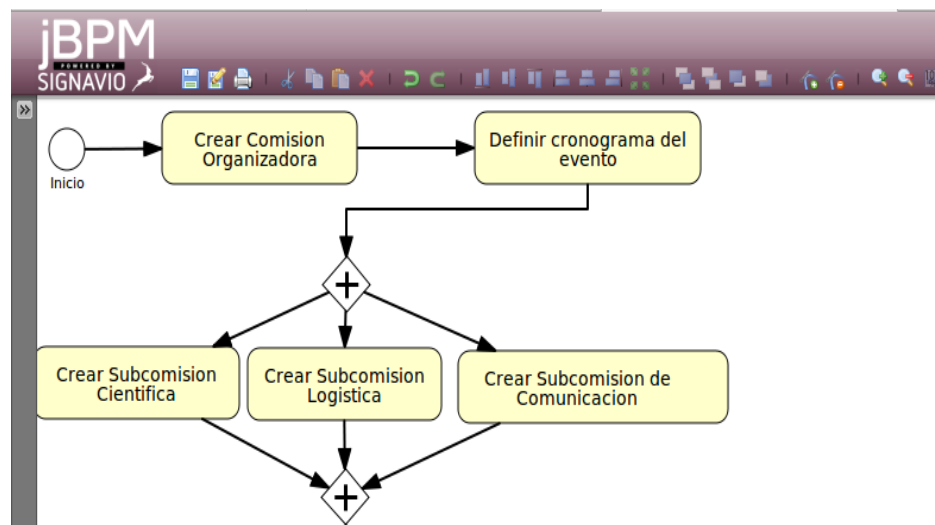 jBPM
POWERED BY
SIGNAVIO
Inicio
Crear Comision
Organizadora
Definir cronograma del
evento
Crear Subcomision
Cientifica
Crear Subcomision
Logistica
Crear Subcomision de
Comunicacion